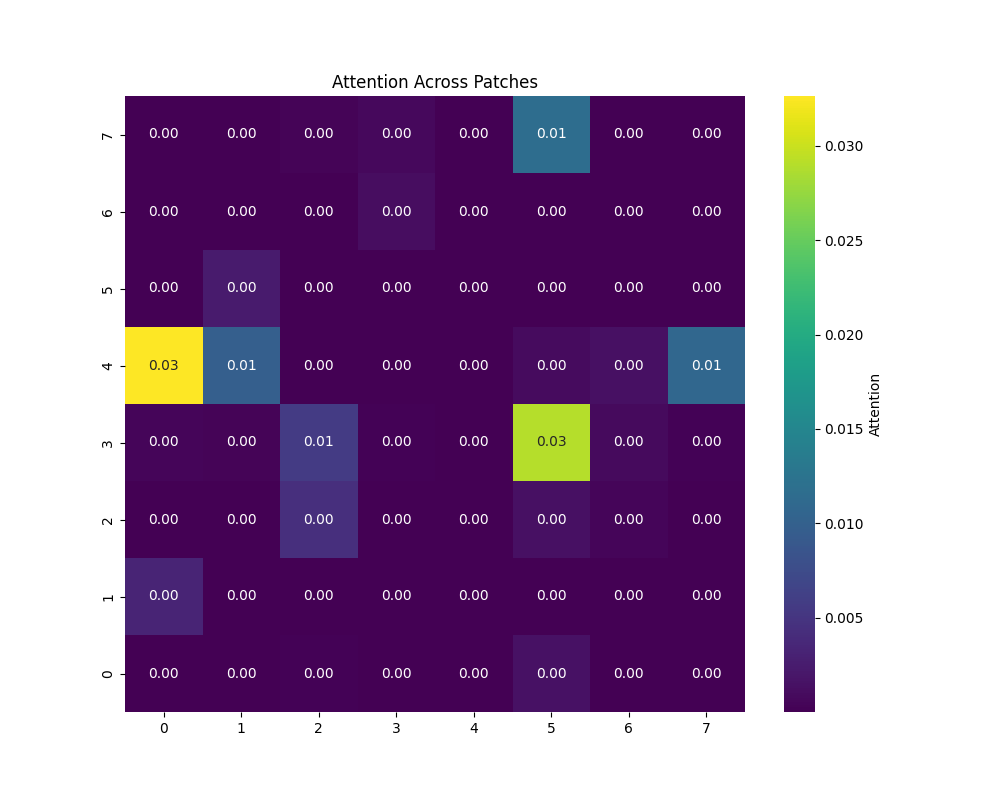 Attention Across Patches
7 0.00 0.00 0.00 0.00 0.00 0.01 0.00 0.00
6 0.00 0.00 0.00 0.00 0.00 0.00 0.00 0.00
5 0.00 0.00 0.00 0.00 0.00 0.00 0.00 0.00
4 0.03 0.01 0.00 0.00 0.00 0.00 0.00 0.01
3 0.00 0.00 0.01 0.00 0.00 0.03 0.00 0.00
2 0.00 0.00 0.00 0.00 0.00 0.00 0.00 0.00
1 0.00 0.00 0.00 0.00 0.00 0.00 0.00 0.00
0 0.00 0.00 0.00 0.00 0.00 0.00 0.00 0.00
0 1 2 3 4 5 6 7
0.030
0.025
0.020
0.015
0.010
0.005
Attention